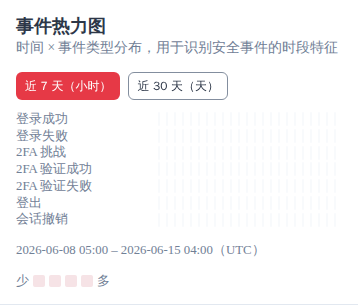 事件热力图
时间 × 事件类型分布，用于识别安全事件的时段特征
近 7 天（小时） 近 30 天（天）
登录成功
登录失败
2FA 挑战
2FA 验证成功
2FA 验证失败
登出
会话撤销
2026-06-08 05:00 – 2026-06-15 04:00（UTC）
少 多